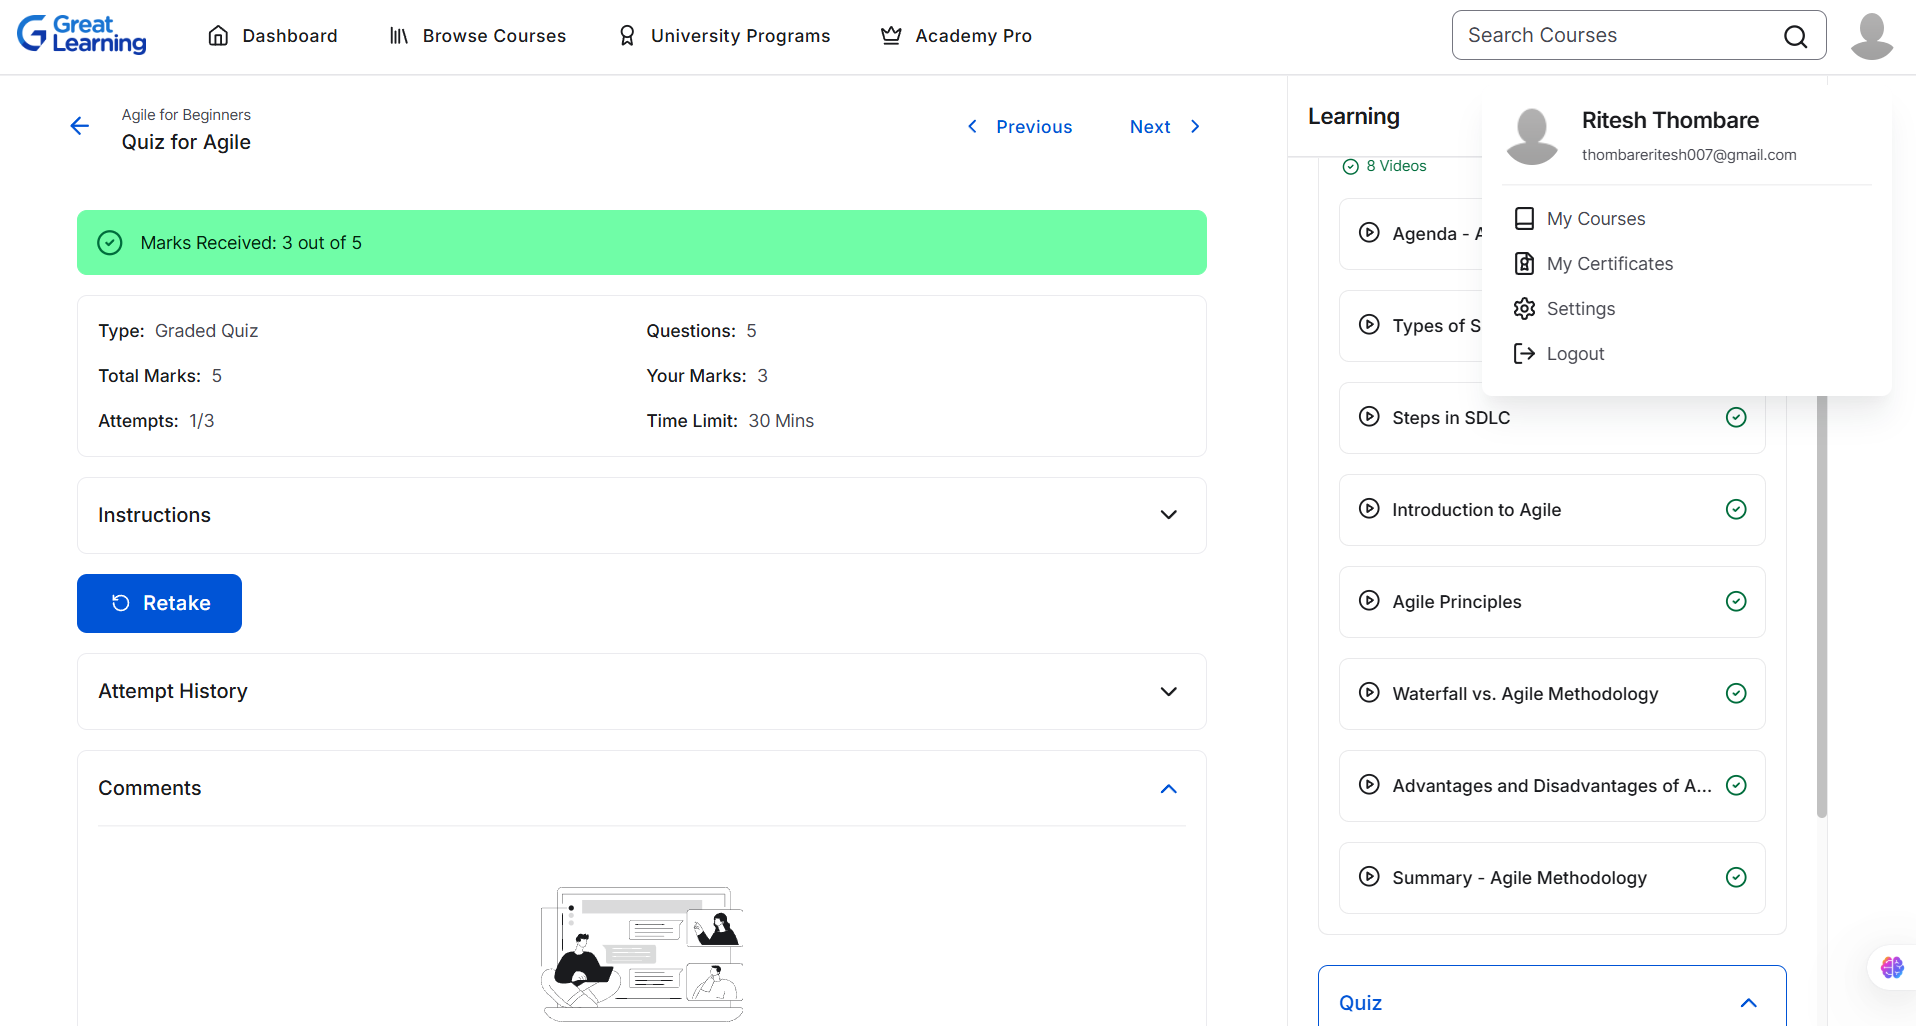 Great Learning
Dashboard
Browse Courses
University Programs
Academy Pro
Search Courses
Agile for Beginners
Quiz for Agile
Previous
Next
Marks Received: 3 out of 5
Type: Graded Quiz
Questions: 5
Total Marks: 5
Your Marks: 3
Attempts: 1/3
Time Limit: 30 Mins
Instructions
Retake
Attempt History
Comments
Learning
8 Videos
Agenda - A
Types of S
Steps in SDLC
Introduction to Agile
Agile Principles
Waterfall vs. Agile Methodology
Advantages and Disadvantages of A...
Summary - Agile Methodology
Quiz
Ritesh Thombare
thombareritesh007@gmail.com
My Courses
My Certificates
Settings
Logout